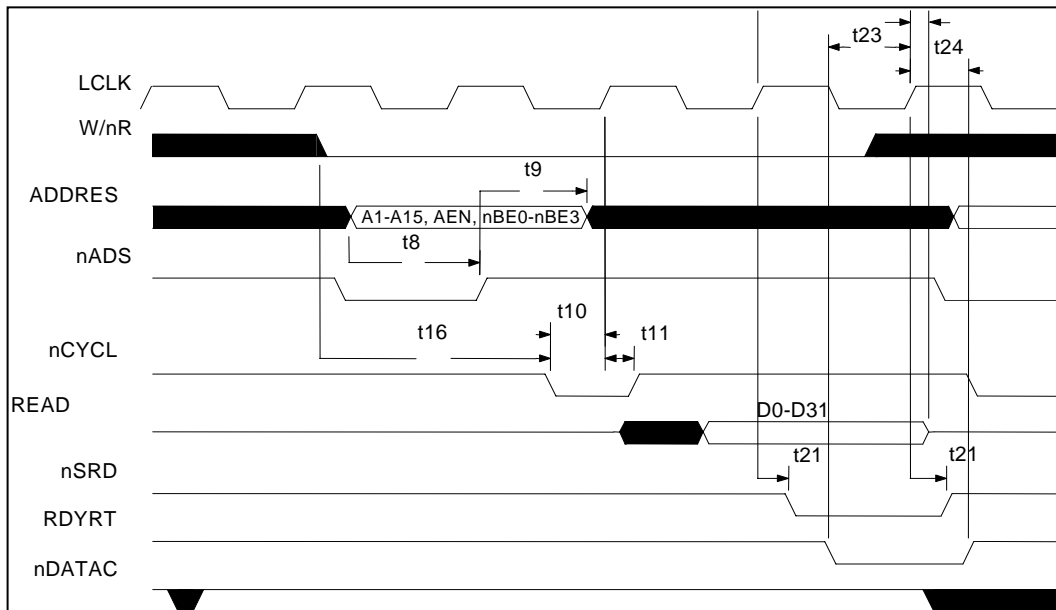 t23
t24
LCLK
W/nR
t9
ADDRES
A1-A15, AEN, nBE0-nBE3
nADS
t8
t10
t16
t11
nCYCL
READ
D0-D31
nSRD
t21
t21
RDYRT
nDATAC